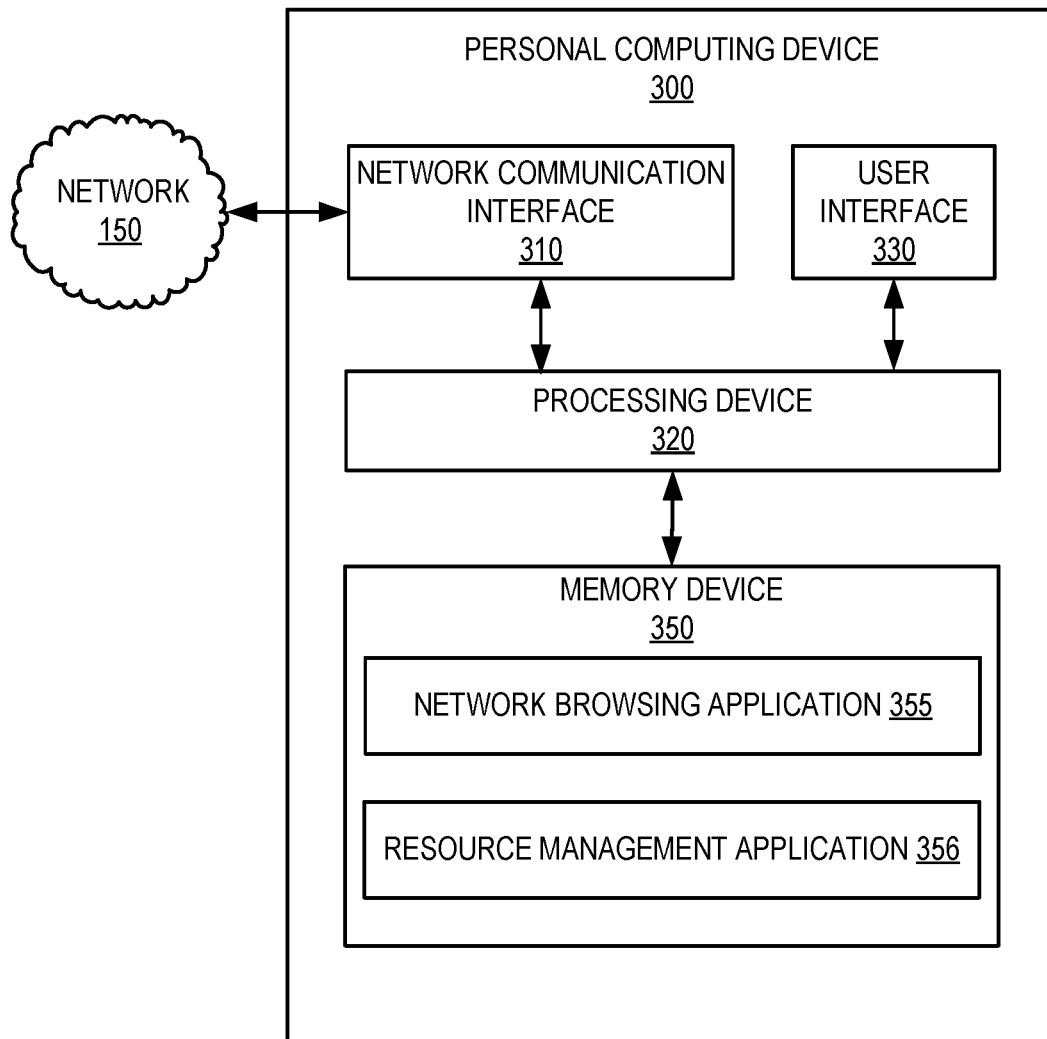 PERSONAL COMPUTING DEVICE
300
NETWORK
150
NETWORK COMMUNICATION
INTERFACE
310
USER
INTERFACE
330
PROCESSING DEVICE
320
MEMORY DEVICE
350
NETWORK BROWSING APPLICATION 355
RESOURCE MANAGEMENT APPLICATION 356